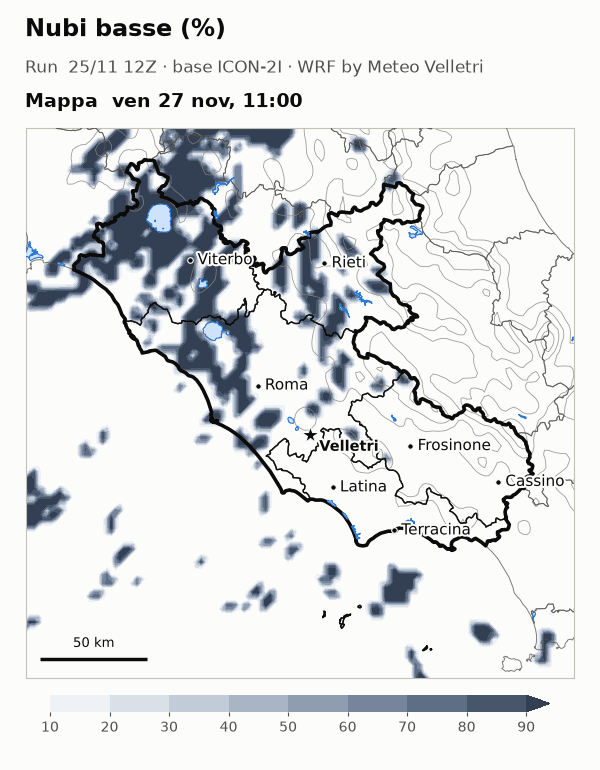 Nubi basse (%)
Run  25/11 12Z · base ICON-2I · WRF by Meteo Velletri
Mappa  ven 27 nov, 11:00
Viterbo
Rieti
Roma
Velletri
Frosinone
Latina
Cassino
Terracina
50 km
10 20 30 40 50 60 70 80 90